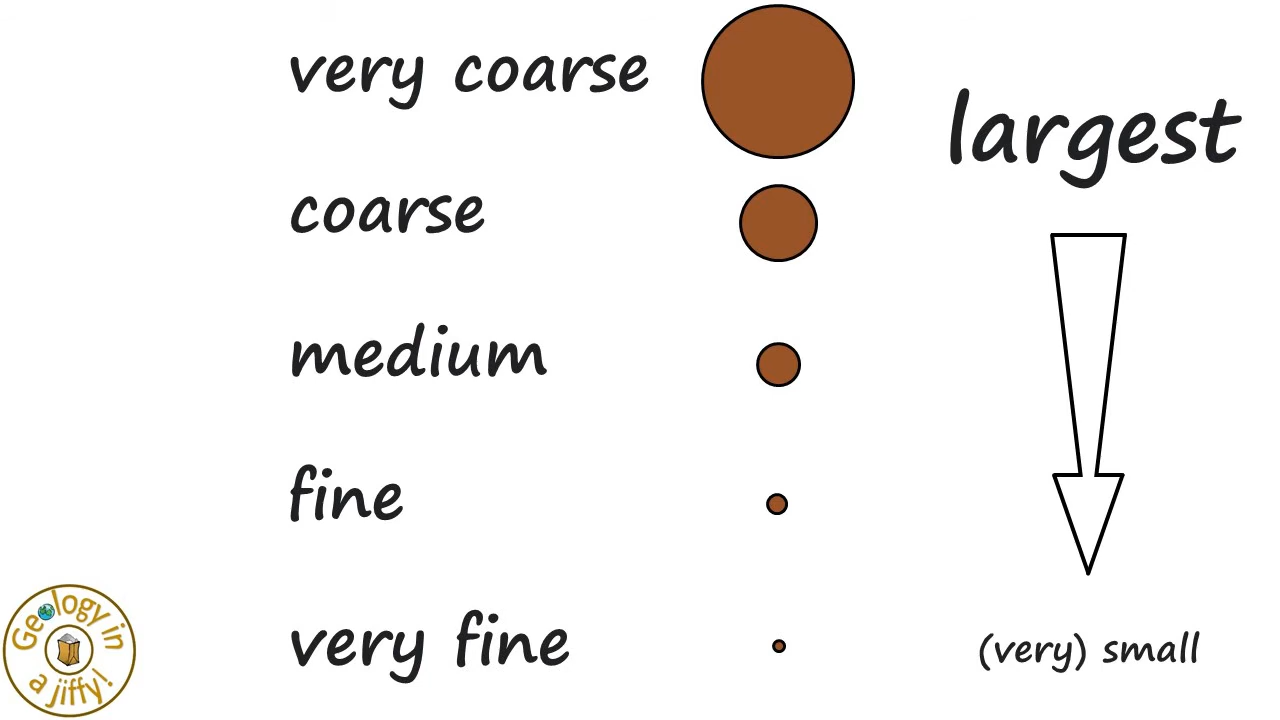 very coarse
largest
coarse
medium
fine
very fine
(very) small
Geology in
a jiffy!